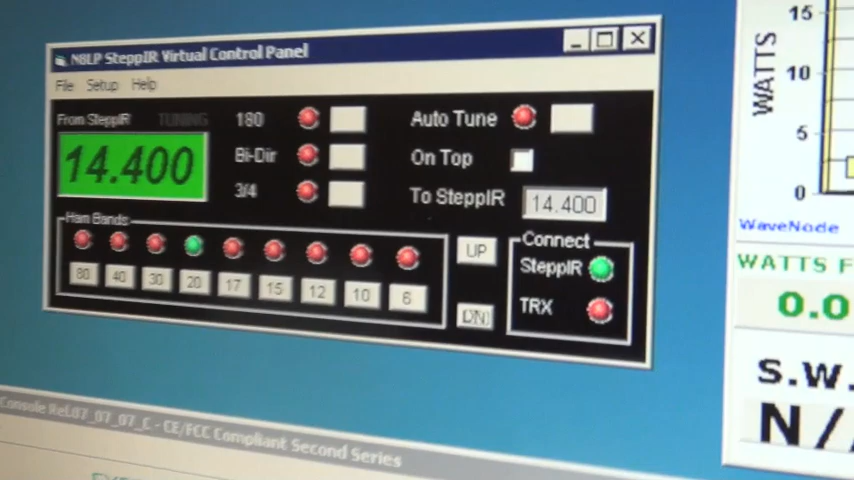 N8LP SteppIR Virtual Control Panel
File Setup Help
From SteppIR TUNING
14.400
180
Bi-Dir
3/4
Auto Tune
On Top
To SteppIR 14.400
Ham Bands
80 40 30 20 17 15 12 10 6
UP
DN
Connect
SteppIR
TRX
WATTS
15
10
5
0
WaveNode
WATTS F
0.0
S.W.
N/
Console Rel.07_07_07_C - CE/FCC Compliant Second Series